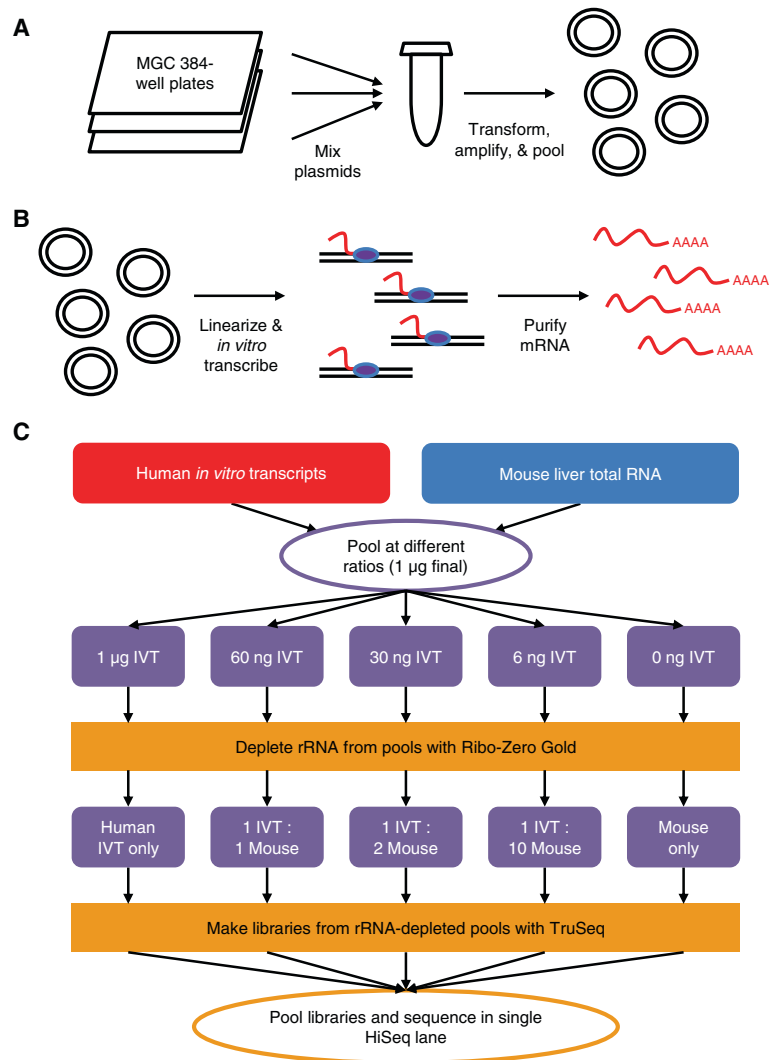 A
MGC 384-
well plates
Mix
plasmids
Transform,
amplify, & pool
B
Linearize &
in vitro
transcribe
Purify
mRNA
AAAA
AAAA
AAAA
AAAA
C
Human in vitro transcripts
Mouse liver total RNA
Pool at different
ratios (1 µg final)
1 µg IVT
60 ng IVT
30 ng IVT
6 ng IVT
0 ng IVT
Deplete rRNA from pools with Ribo-Zero Gold
Human
IVT only
1 IVT :
1 Mouse
1 IVT :
2 Mouse
1 IVT :
10 Mouse
Mouse
only
Make libraries from rRNA-depleted pools with TruSeq
Pool libraries and sequence in single
HiSeq lane